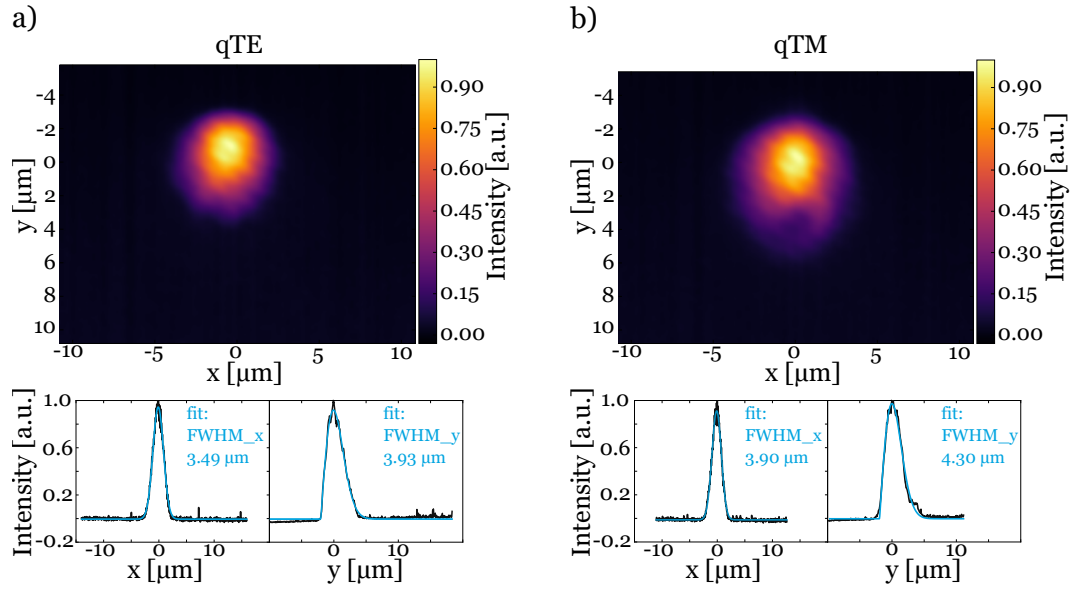 a)
qTE
y [μm]
-4
-2
0
2
4
6
8
10
-10
-5
0
5
10
x [μm]
0.90
0.75
0.60
0.45
0.30
0.15
0.00
Intensity [a.u.]
Intensity [a.u.]
1.0
0.6
0.2
-0.2
fit:
FWHM_x
3.49 μm
fit:
FWHM_y
3.93 μm
-10
0
10
0
10
x [μm]
y [μm]
b)
qTM
y [μm]
-4
-2
0
2
4
6
8
10
-10
-5
0
5
10
x [μm]
0.90
0.75
0.60
0.45
0.30
0.15
0.00
Intensity [a.u.]
Intensity [a.u.]
1.0
0.6
0.2
-0.2
fit:
FWHM_x
3.90 μm
fit:
FWHM_y
4.30 μm
-10
0
10
0
10
x [μm]
y [μm]